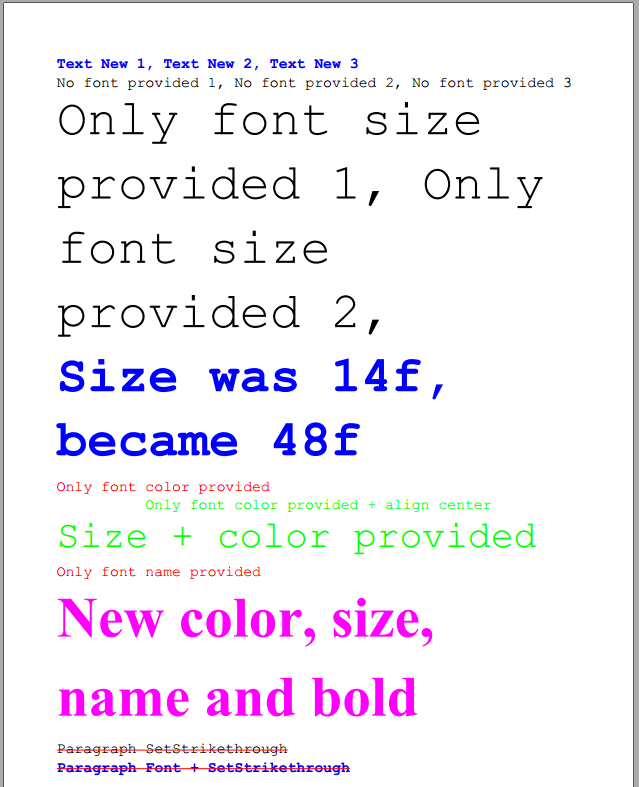 Text New 1, Text New 2, Text New 3
No font provided 1, No font provided 2, No font provided 3
Only font size
provided 1, Only
font size
provided 2,
Size was 14f,
became 48f
Only font color provided
Only font color provided + align center
Size + color provided
Only font name provided
New color, size,
name and bold
Paragraph SetStrikethrough
Paragraph Font + SetStrikethrough